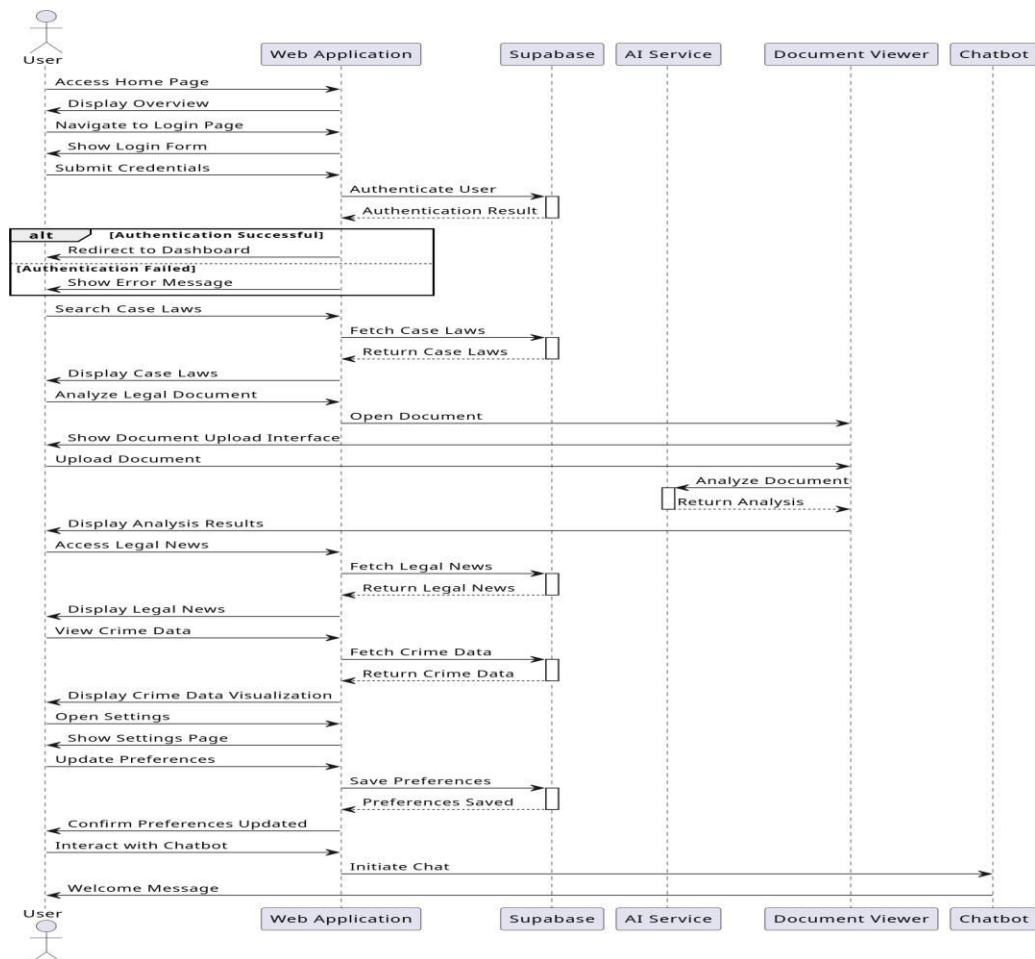 User
Web Application
Supabase
AI Service
Document Viewer
Chatbot
Access Home Page
Display Overview
Navigate to Login Page
Show Login Form
Submit Credentials
Authenticate User
Authentication Result
alt [Authentication Successful]
Redirect to Dashboard
[Authentication Failed]
Show Error Message
Search Case Laws
Fetch Case Laws
Return Case Laws
Display Case Laws
Analyze Legal Document
Open Document
Show Document Upload Interface
Upload Document
Analyze Document
Return Analysis
Display Analysis Results
Access Legal News
Fetch Legal News
Return Legal News
Display Legal News
View Crime Data
Fetch Crime Data
Return Crime Data
Display Crime Data Visualization
Open Settings
Show Settings Page
Update Preferences
Save Preferences
Preferences Saved
Confirm Preferences Updated
Interact with Chatbot
Initiate Chat
Welcome Message
User
Web Application
Supabase
AI Service
Document Viewer
Chatbot